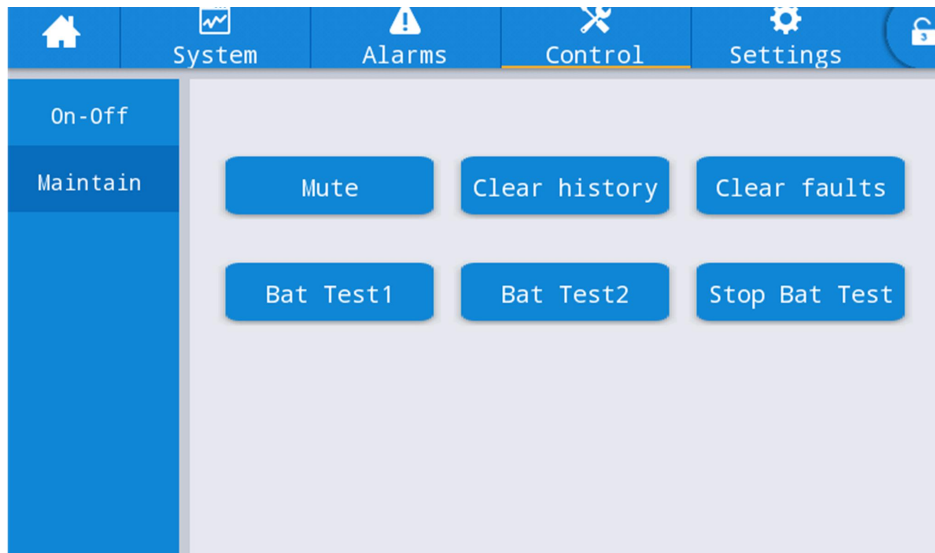 System Alarms Control Settings 3
On-Off
Maintain
Mute Clear history Clear faults
Bat Test1 Bat Test2 Stop Bat Test